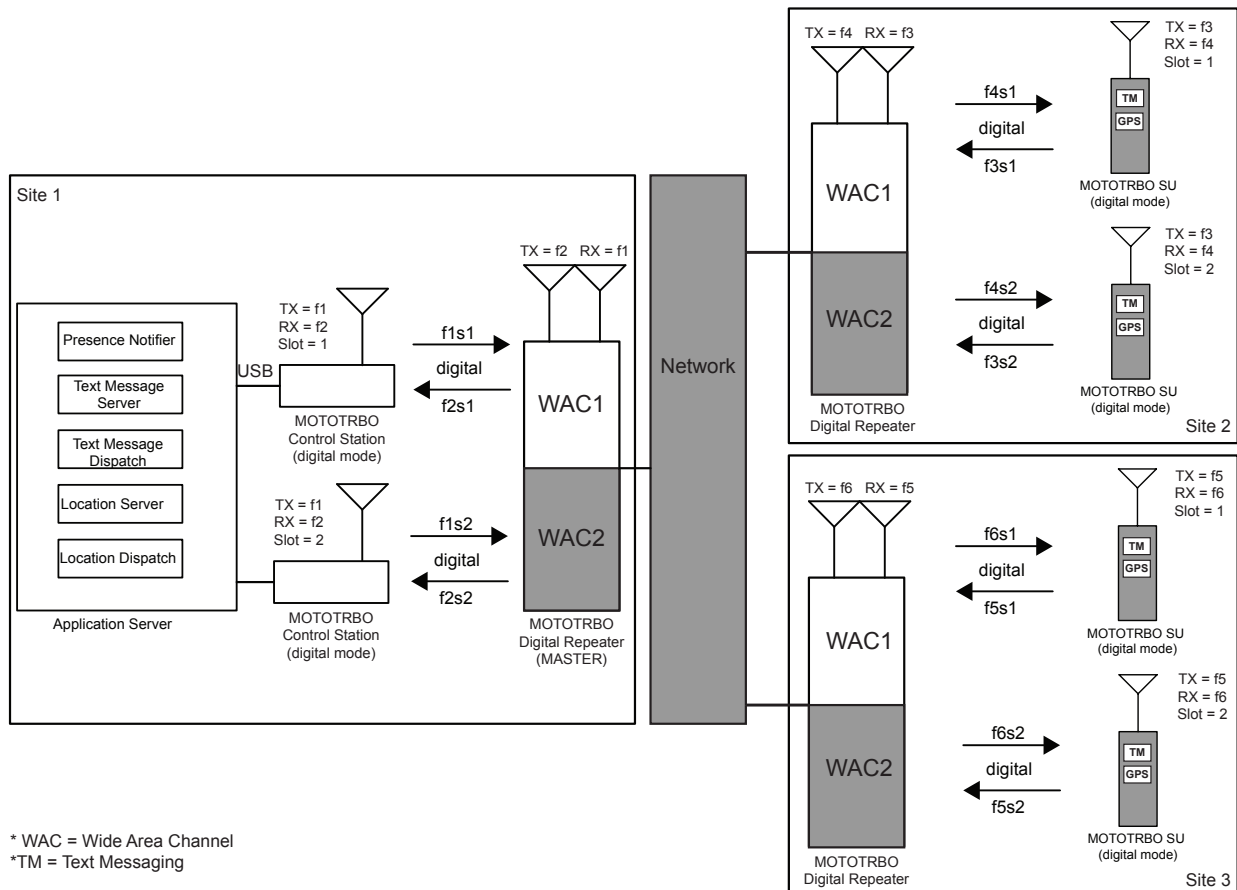 Site 1
Presence Notifier
Text Message
Server
Text Message
Dispatch
Location Server
Location Dispatch
Application Server
USB
TX = f1
RX = f2
Slot = 1
MOTOTRBO
Control Station
(digital mode)
TX = f1
RX = f2
Slot = 2
MOTOTRBO
Control Station
(digital mode)
f1s1
digital
f2s1
f1s2
digital
f2s2
TX = f2
RX = f1
WAC1
WAC2
MOTOTRBO
Digital Repeater
(MASTER)
Network
TX = f4
RX = f3
WAC1
WAC2
MOTOTRBO
Digital Repeater
f4s1
digital
f3s1
TX = f3
RX = f4
Slot = 1
TM
GPS
MOTOTRBO SU
(digital mode)
f4s2
digital
f3s2
TX = f3
RX = f4
Slot = 2
TM
GPS
MOTOTRBO SU
(digital mode)
Site 2
TX = f6
RX = f5
WAC1
WAC2
MOTOTRBO
Digital Repeater
f6s1
digital
f5s1
TX = f5
RX = f6
Slot = 1
TM
GPS
MOTOTRBO SU
(digital mode)
f6s2
digital
f5s2
TX = f5
RX = f6
Slot = 2
TM
GPS
MOTOTRBO SU
(digital mode)
Site 3
* WAC = Wide Area Channel
*TM = Text Messaging